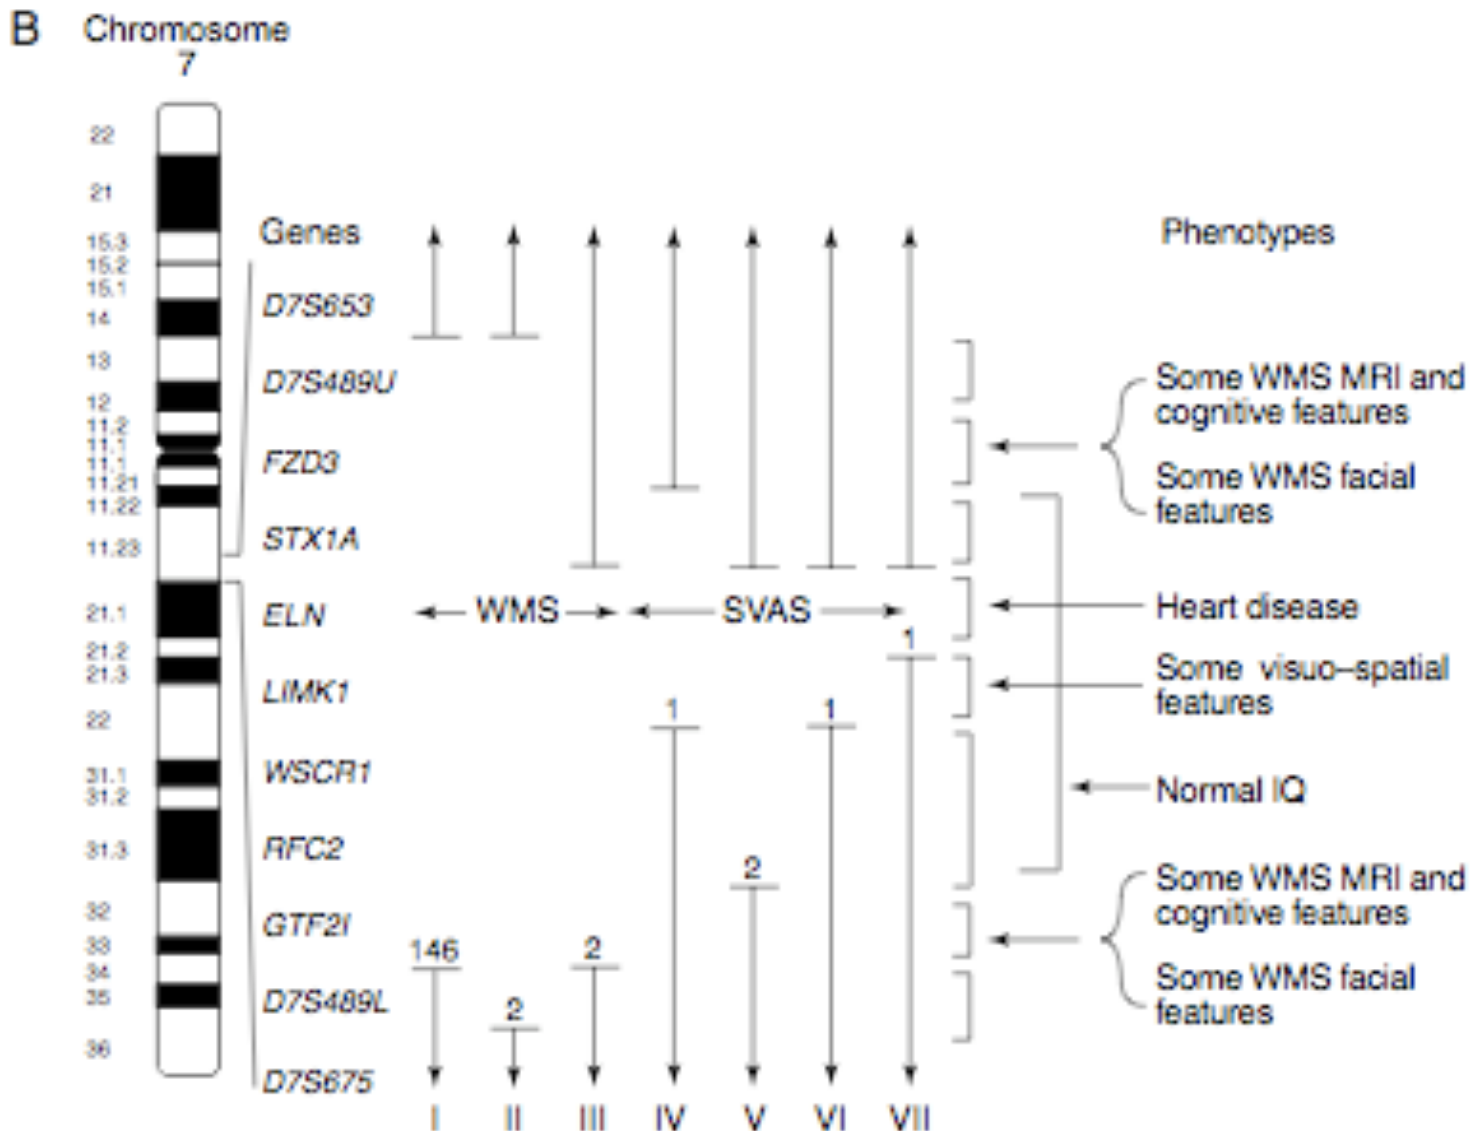 B
Chromosome
7
22
21
15.3
15.2
15.1
14
13
12
11.2
11.1
11.1
11.21
11.22
11.23
21.1
21.2
21.3
22
31.1
31.2
31.3
32
33
34
35
36
Genes
D7S653
D7S489U
FZD3
STX1A
ELN
LIMK1
WSCR1
RFC2
GTF2I
D7S489L
D7S675
WMS
SVAS
146
2
2
1
2
1
1
I
II
III
IV
V
VI
VII
Phenotypes
Some WMS MRI and
cognitive features
Some WMS facial
features
Heart disease
Some visuo–spatial
features
Normal IQ
Some WMS MRI and
cognitive features
Some WMS facial
features